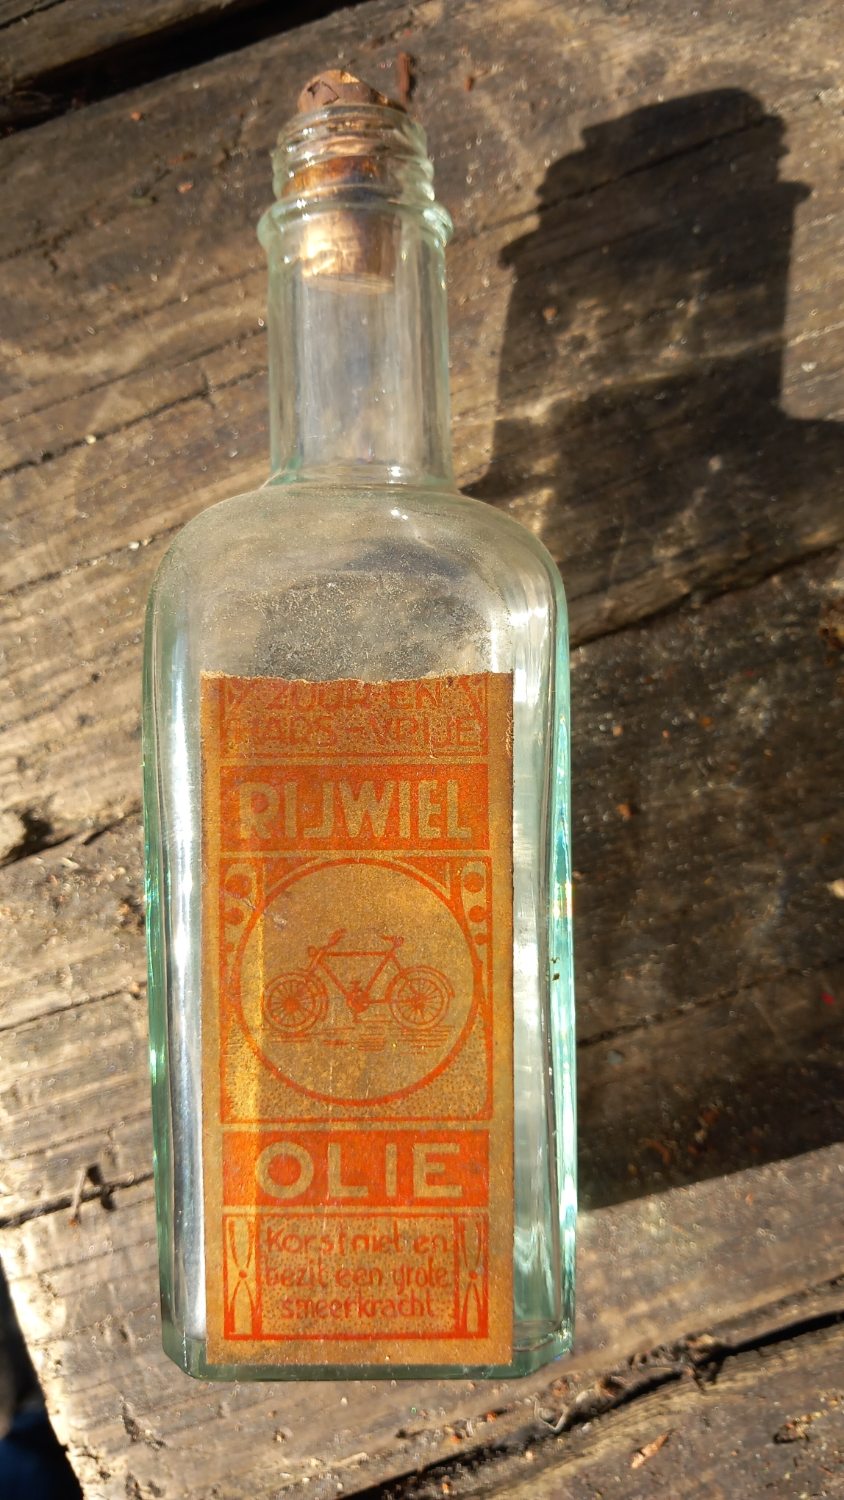 ZUUR-EN
HARS-VRIJE
RIJWIEL
OLIE
Korst niet en
bezit een grote
smeerkracht.